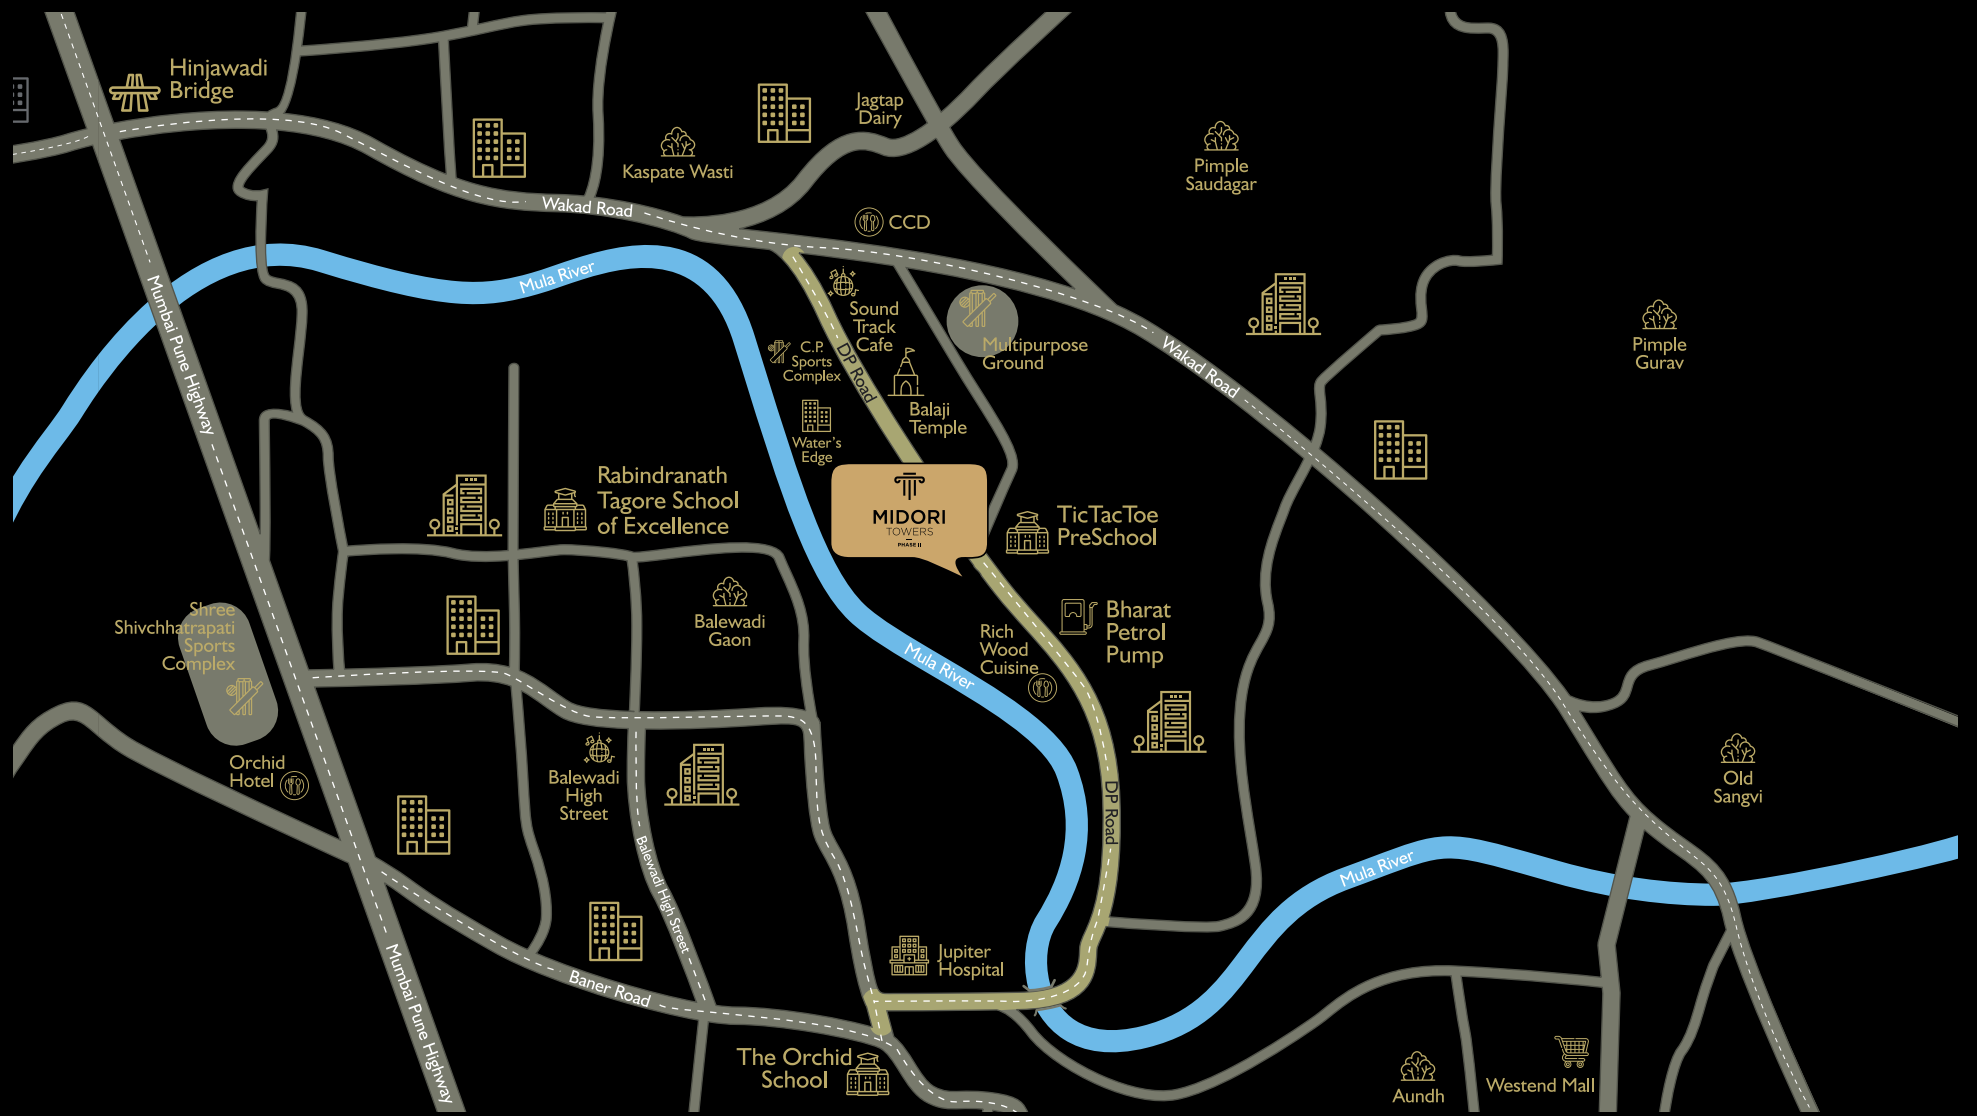 Hinjawadi
Bridge
Jagtap
Dairy
Kaspate Wasti
Pimple
Saudagar
Wakad Road
CCD
Mula River
Mumbai Pune Highway
Sound
Track
Cafe
C.P.
Sports
Complex
DP Road
Multipurpose
Ground
Wakad Road
Pimple
Gurav
Balaji
Temple
Water's
Edge
Rabindranath
Tagore School
of Excellence
MIDORI
TOWERS
PHASE II
TicTacToe
PreSchool
Shree
Shivchhatrapati
Sports
Complex
Balewadi
Gaon
Rich
Wood
Cuisine
Bharat
Petrol
Pump
Mula River
Orchid
Hotel
Balewadi
High
Street
DP Road
Old
Sangvi
Balewadi High Street
Mula River
Mumbai Pune Highway
Baner Road
Jupiter
Hospital
The Orchid
School
Aundh
Westend Mall